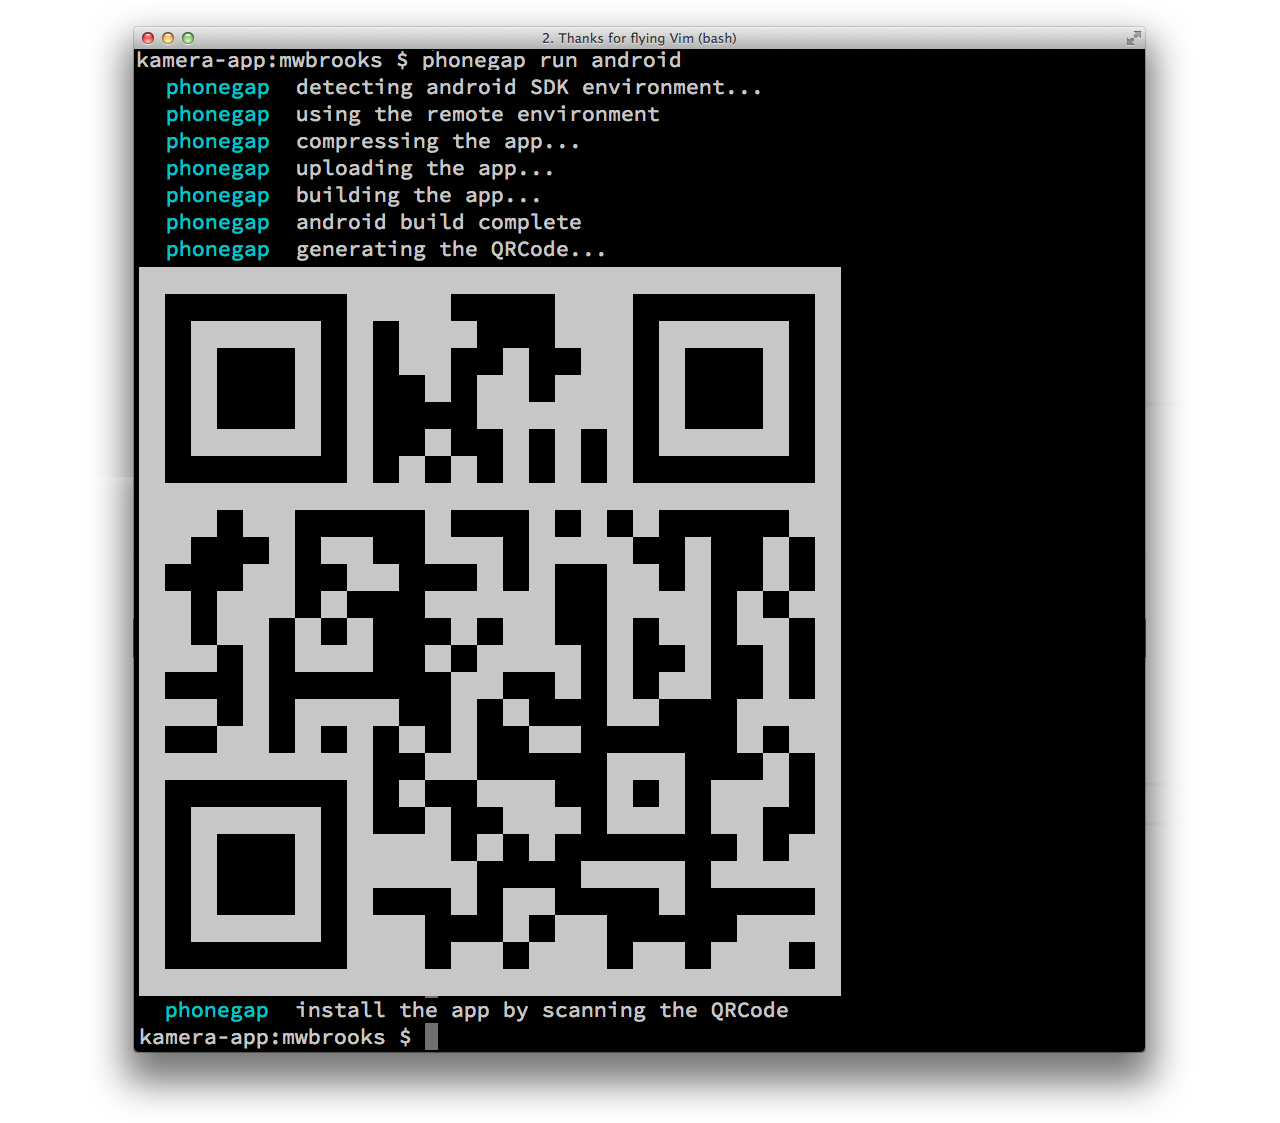 2. Thanks for flying Vim (bash)
kamera-app:mwbrooks $ phonegap run android
phonegap detecting android SDK environment...
phonegap using the remote environment
phonegap compressing the app...
phonegap uploading the app...
phonegap building the app...
phonegap android build complete
phonegap generating the QRCode...
phonegap install the app by scanning the QRCode
kamera-app:mwbrooks $